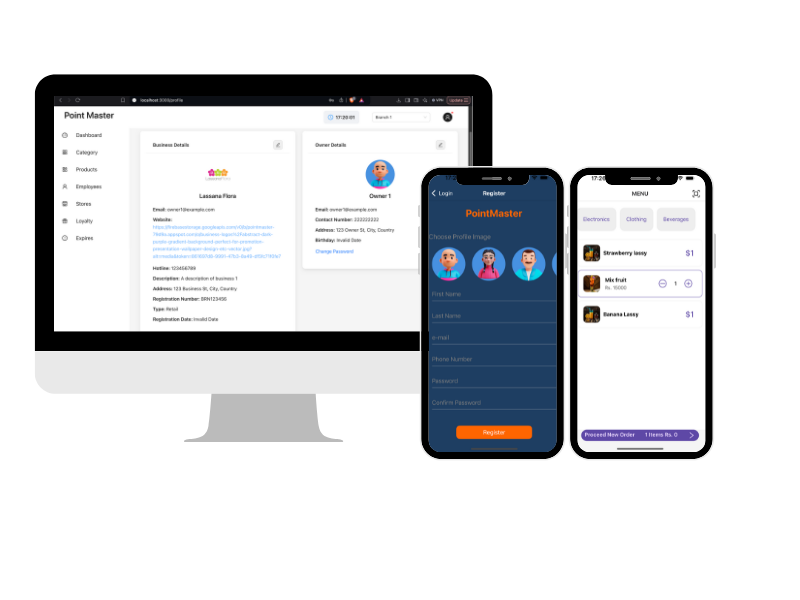 localhost:3000/profile
VPN
Update
Point Master
17:29:01
Branch 1
Dashboard
Category
Products
Employees
Stores
Loyalty
Expires
Business Details
Lassana Flora
Email: owner1@example.com
Website:
Hotline: 123456789
Description: A description of business 1
Address: 123 Business St, City, Country
Registration Number: BRN123456
Type: Retail
Registration Date: Invalid Date
Owner Details
Owner 1
Email: owner1@example.com
Contact Number: 222222222
Address: 123 Owner St, City, Country
Birthday: Invalid Date
Change Password
Login
Register
PointMaster
Choose Profile Image
First Name
Last Name
e-mail
Phone Number
Password
Confirm Password
Register
MENU
Electronics
Clothing
Beverages
Strawberry lassy
$1
Mix fruit
Rs. 16000
1
Banana Lassy
$1
Proceed New Order
1 Items Rs. 0